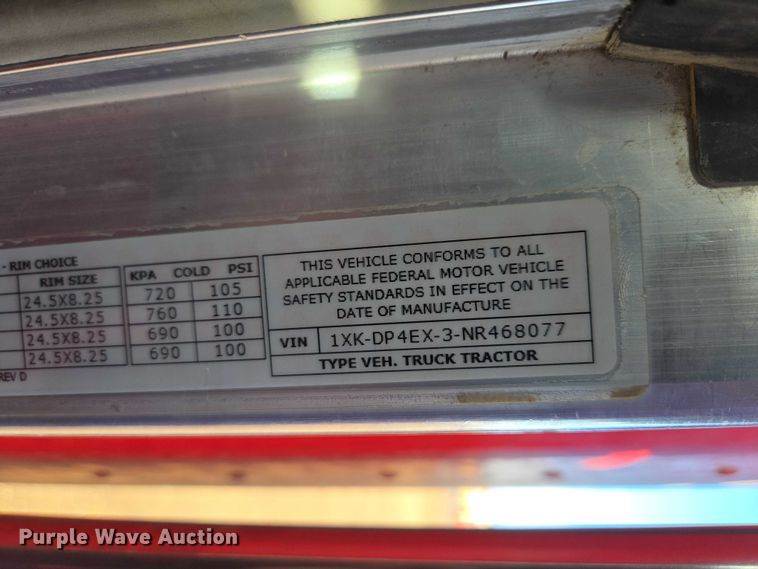 - RIM CHOICE
RIM SIZE KPA COLD PSI
24.5X8.25 720 105
24.5X8.25 760 110
24.5X8.25 690 100
24.5X8.25 690 100
REV D
THIS VEHICLE CONFORMS TO ALL
APPLICABLE FEDERAL MOTOR VEHICLE
SAFETY STANDARDS IN EFFECT ON THE
DATE OF MANUFACTURE
VIN 1XK-DP4EX-3-NR468077
TYPE VEH. TRUCK TRACTOR
Purple Wave Auction